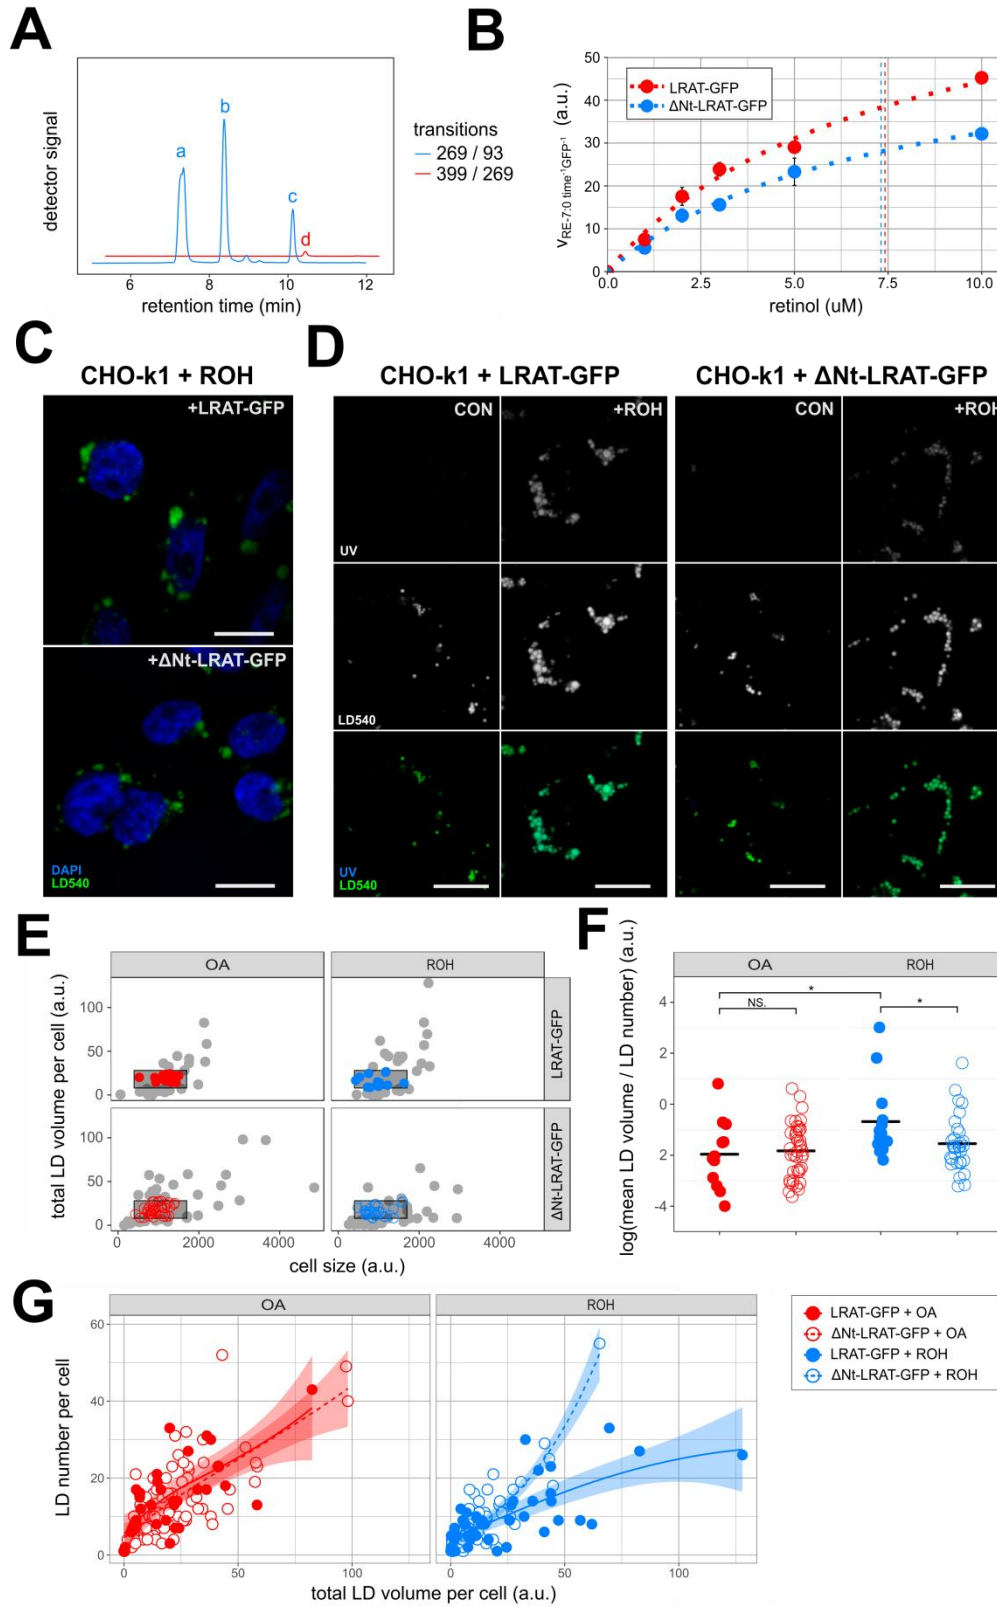 A
detector signal
a
b
c
d
6
8
10
12
retention time (min)
transitions
269 / 93
399 / 269
B
V RE-7:0 time⁻¹GFP⁻¹ (a.u.)
50
40
30
20
10
0
LRAT-GFP
ΔNt-LRAT-GFP
0.0
2.5
5.0
7.5
10.0
retinol (uM)
C
CHO-k1 + ROH
+LRAT-GFP
+ΔNt-LRAT-GFP
DAPI
LD540
D
CHO-k1 + LRAT-GFP
CHO-k1 + ΔNt-LRAT-GFP
CON
+ROH
CON
+ROH
UV
LD540
UV
LD540
E
OA
ROH
LRAT-GFP
ΔNt-LRAT-GFP
total LD volume per cell (a.u.)
100
50
0
100
50
0
0
2000
4000
0
2000
4000
cell size (a.u.)
F
OA
ROH
log(mean LD volume / LD number) (a.u.)
4
2
0
-2
-4
NS.
*
*
G
OA
ROH
LD number per cell
60
40
20
0
0
50
100
0
50
100
total LD volume per cell (a.u.)
LRAT-GFP + OA
ΔNt-LRAT-GFP + OA
LRAT-GFP + ROH
ΔNt-LRAT-GFP + ROH